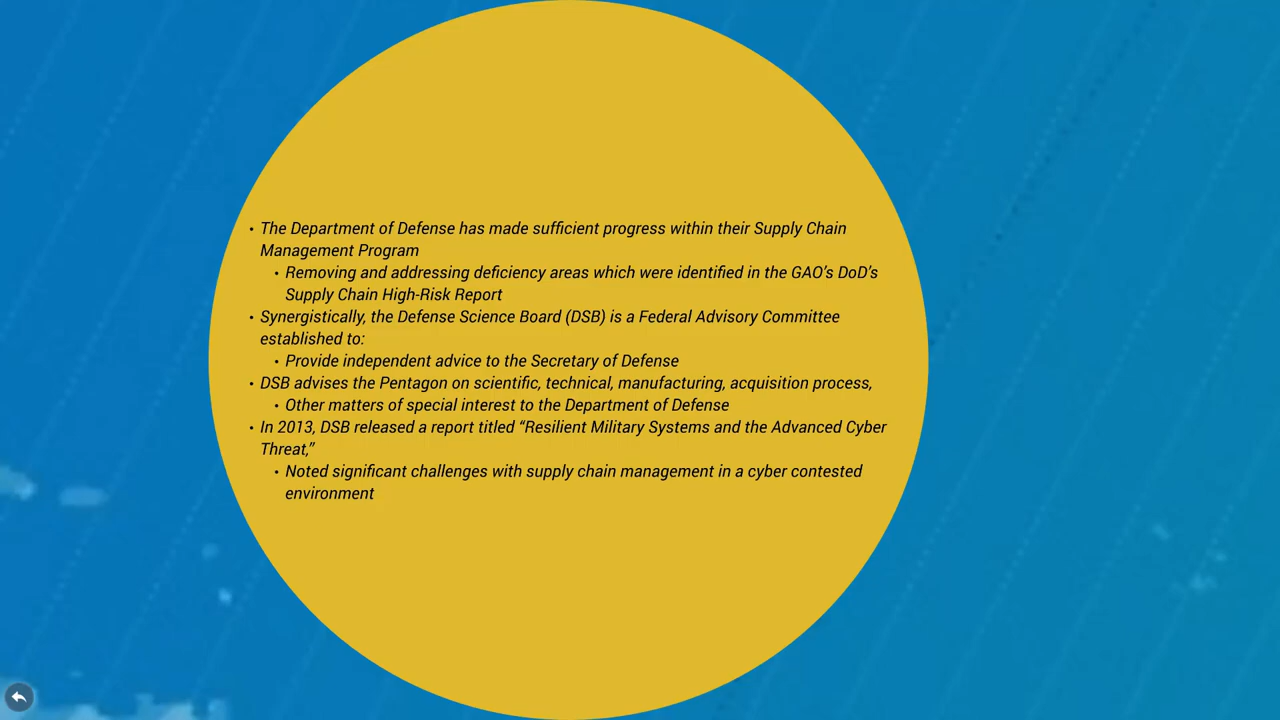 • The Department of Defense has made sufficient progress within their Supply Chain
Management Program
• Removing and addressing deficiency areas which were identified in the GAO's DoD's
Supply Chain High-Risk Report
• Synergistically, the Defense Science Board (DSB) is a Federal Advisory Committee
established to:
• Provide independent advice to the Secretary of Defense
• DSB advises the Pentagon on scientific, technical, manufacturing, acquisition process,
• Other matters of special interest to the Department of Defense
• In 2013, DSB released a report titled “Resilient Military Systems and the Advanced Cyber
Threat,”
• Noted significant challenges with supply chain management in a cyber contested
environment